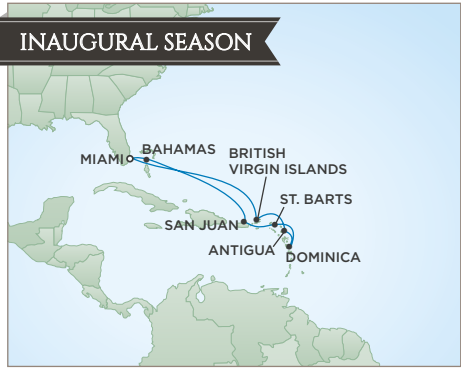 INAUGURAL SEASON
BAHAMAS
MIAMI
BRITISH
VIRGIN ISLANDS
ST. BARTS
SAN JUAN
ANTIGUA
DOMINICA